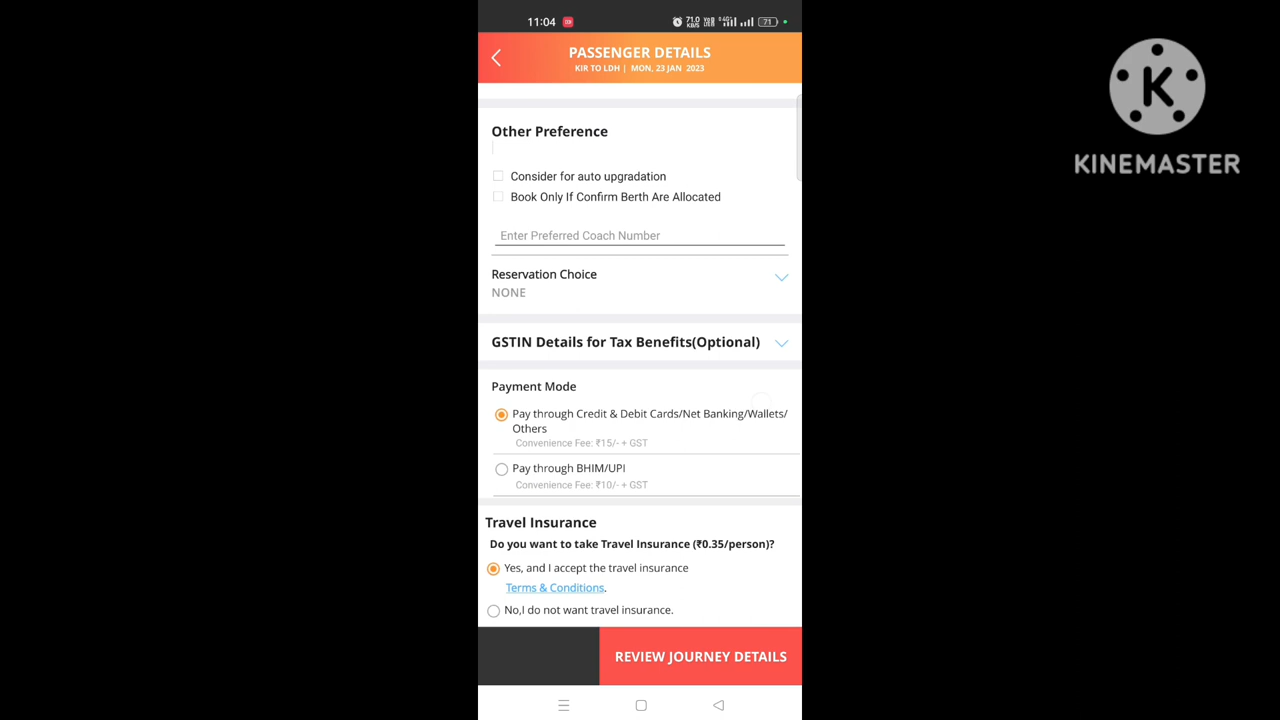 11:04
71.0
KB/S
71
PASSENGER DETAILS
KIR TO LDH | MON, 23 JAN 2023
K
KINEMASTER
Other Preference
Consider for auto upgradation
Book Only If Confirm Berth Are Allocated
Enter Preferred Coach Number
Reservation Choice
NONE
GSTIN Details for Tax Benefits(Optional)
Payment Mode
Pay through Credit & Debit Cards/Net Banking/Wallets/
Others
Convenience Fee: ₹15/- + GST
Pay through BHIM/UPI
Convenience Fee: ₹10/- + GST
Travel Insurance
Do you want to take Travel Insurance (₹0.35/person)?
Yes, and I accept the travel insurance
Terms & Conditions.
No,I do not want travel insurance.
REVIEW JOURNEY DETAILS